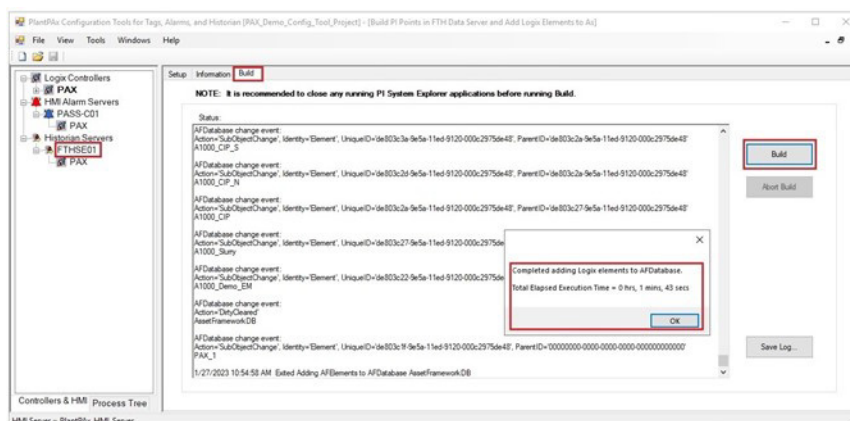 PlantPAx Configuration Tools for Tags, Alarms, and Historian [PAX_Demo_Config_Tool_Project] - [Build PI Points in FTH Data Server and Add Logix Elements to As]
File View Tools Windows Help
Logix Controllers
PAX
HMI Alarm Servers
PASS-C01
PAX
Historian Servers
FTHSE01
PAX
Controllers & HMI Process Tree
Setup Information Build
NOTE: It is recommended to close any running PI System Explorer applications before running Build.
Status:
AFDatabase change event:
Action='SubObjectChange', Identity='Element', UniqueID='de803c3a-9e5a-11ed-9120-000c2975de48', ParentID='de803c2a-9e5a-11ed-9120-000c2975de48'
A1000_CIP_S
AFDatabase change event:
Action='SubObjectChange', Identity='Element', UniqueID='de803c2d-9e5a-11ed-9120-000c2975de48', ParentID='de803c2a-9e5a-11ed-9120-000c2975de48'
A1000_CIP_N
AFDatabase change event:
Action='SubObjectChange', Identity='Element', UniqueID='de803c2a-9e5a-11ed-9120-000c2975de48', ParentID='de803c27-9e5a-11ed-9120-000c2975de48'
A1000_CIP
AFDatabase change event:
Action='SubObjectChange', Identity='Element', UniqueID='de803c27-9e5a-11ed-9120-000c2975de
A1000_Slurry
AFDatabase change event:
Action='SubObjectChange', Identity='Element', UniqueID='de803c22-9e5a-11ed-9120-000c2975de
A1000_Demo_EM
AFDatabase change event:
Action='DirtyCleared'
AssetFrameworkDB
AFDatabase change event:
Action='SubObjectChange', Identity='Element', UniqueID='de803c1f-9e5a-11ed-9120-000c2975de48', ParentID='00000000-0000-0000-0000-000000000000'
PAX_1
1/27/2023 10:54:58 AM Exited Adding AFElements to AFDatabase AssetFrameworkDB
Completed adding Logix elements to AFDatabase.
Total Elapsed Execution Time = 0 hrs, 1 mins, 43 secs
OK
Build
Abort Build
Save Log...
HMI Server = PlantPAx HMI Server